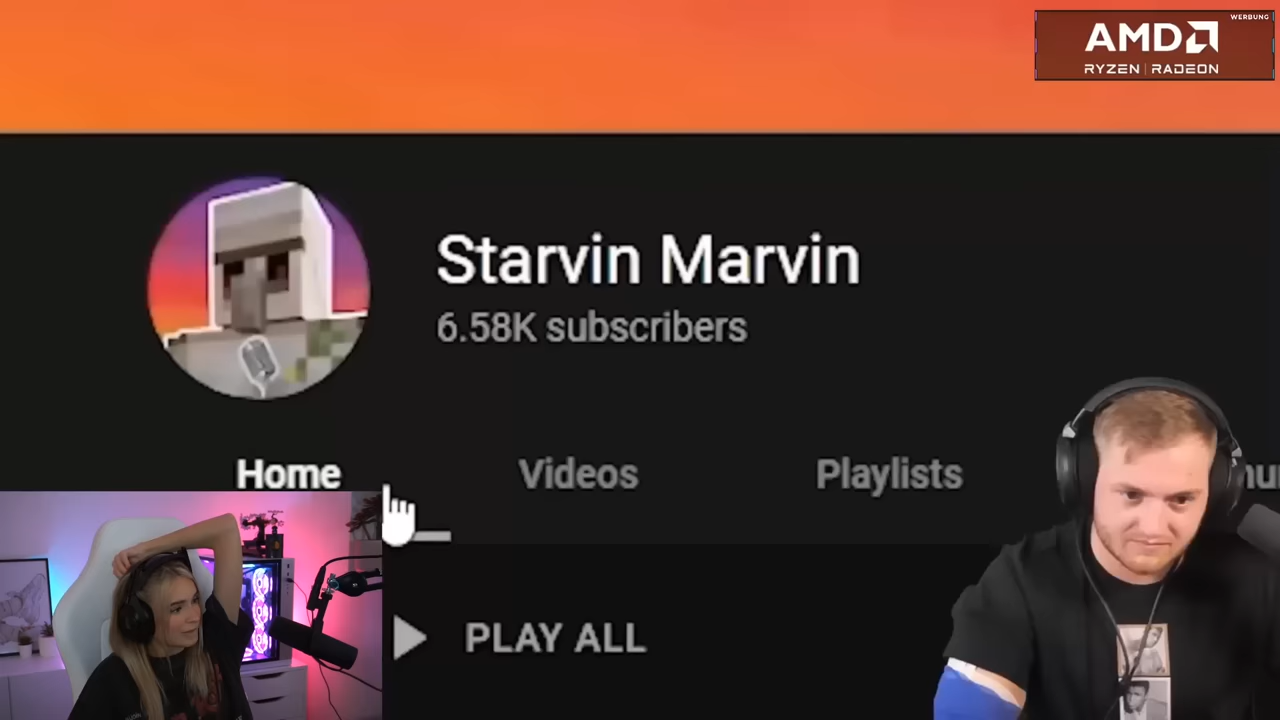 WERBUNG
AMD
RYZEN | RADEON
Starvin Marvin
6.58K subscribers
Home
Videos
Playlists
PLAY ALL